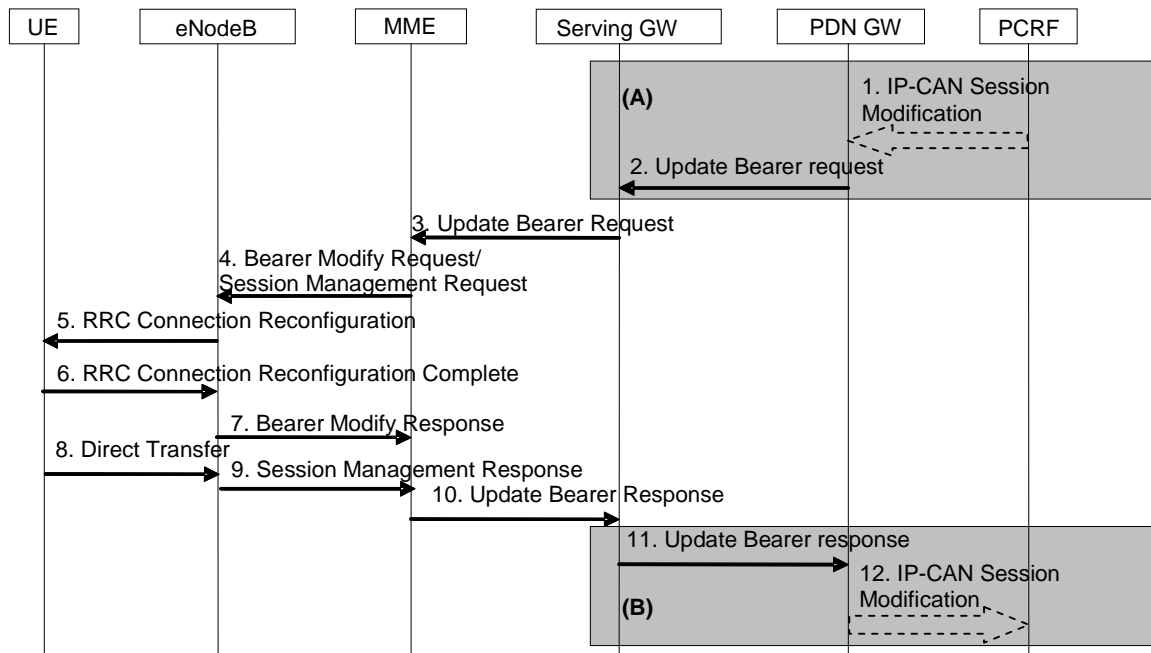 UE
eNodeB
MME
Serving GW
PDN GW
PCRF
(A)
1. IP-CAN Session
Modification
2. Update Bearer request
3. Update Bearer Request
4. Bearer Modify Request/
Session Management Request
5. RRC Connection Reconfiguration
6. RRC Connection Reconfiguration Complete
7. Bearer Modify Response
8. Direct Transfer
9. Session Management Response
10. Update Bearer Response
11. Update Bearer response
12. IP-CAN Session
Modification
(B)